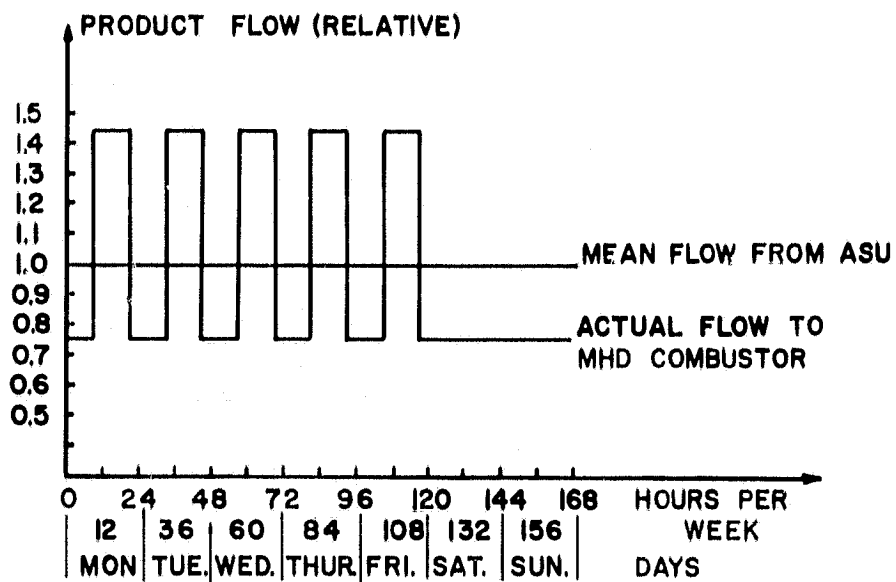 PRODUCT FLOW (RELATIVE)
1.5
1.4
1.3
1.2
1.1
1.0
0.9
0.8
0.7
0.6
0.5
MEAN FLOW FROM ASU
ACTUAL FLOW TO
MHD COMBUSTOR
0 24 48 72 96 120 144 168 HOURS PER
12 36 60 84 108 132 156 WEEK
MON TUE. WED. THUR. FRI. SAT. SUN. DAYS